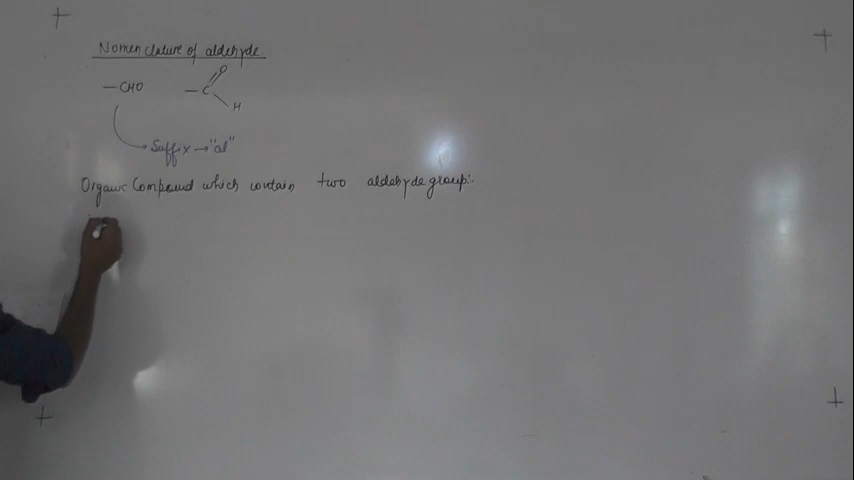 Nomenclature of aldehyde
—CHO —C=O H
Suffix → "al"
Organic Compound which contain two aldehyde group:-